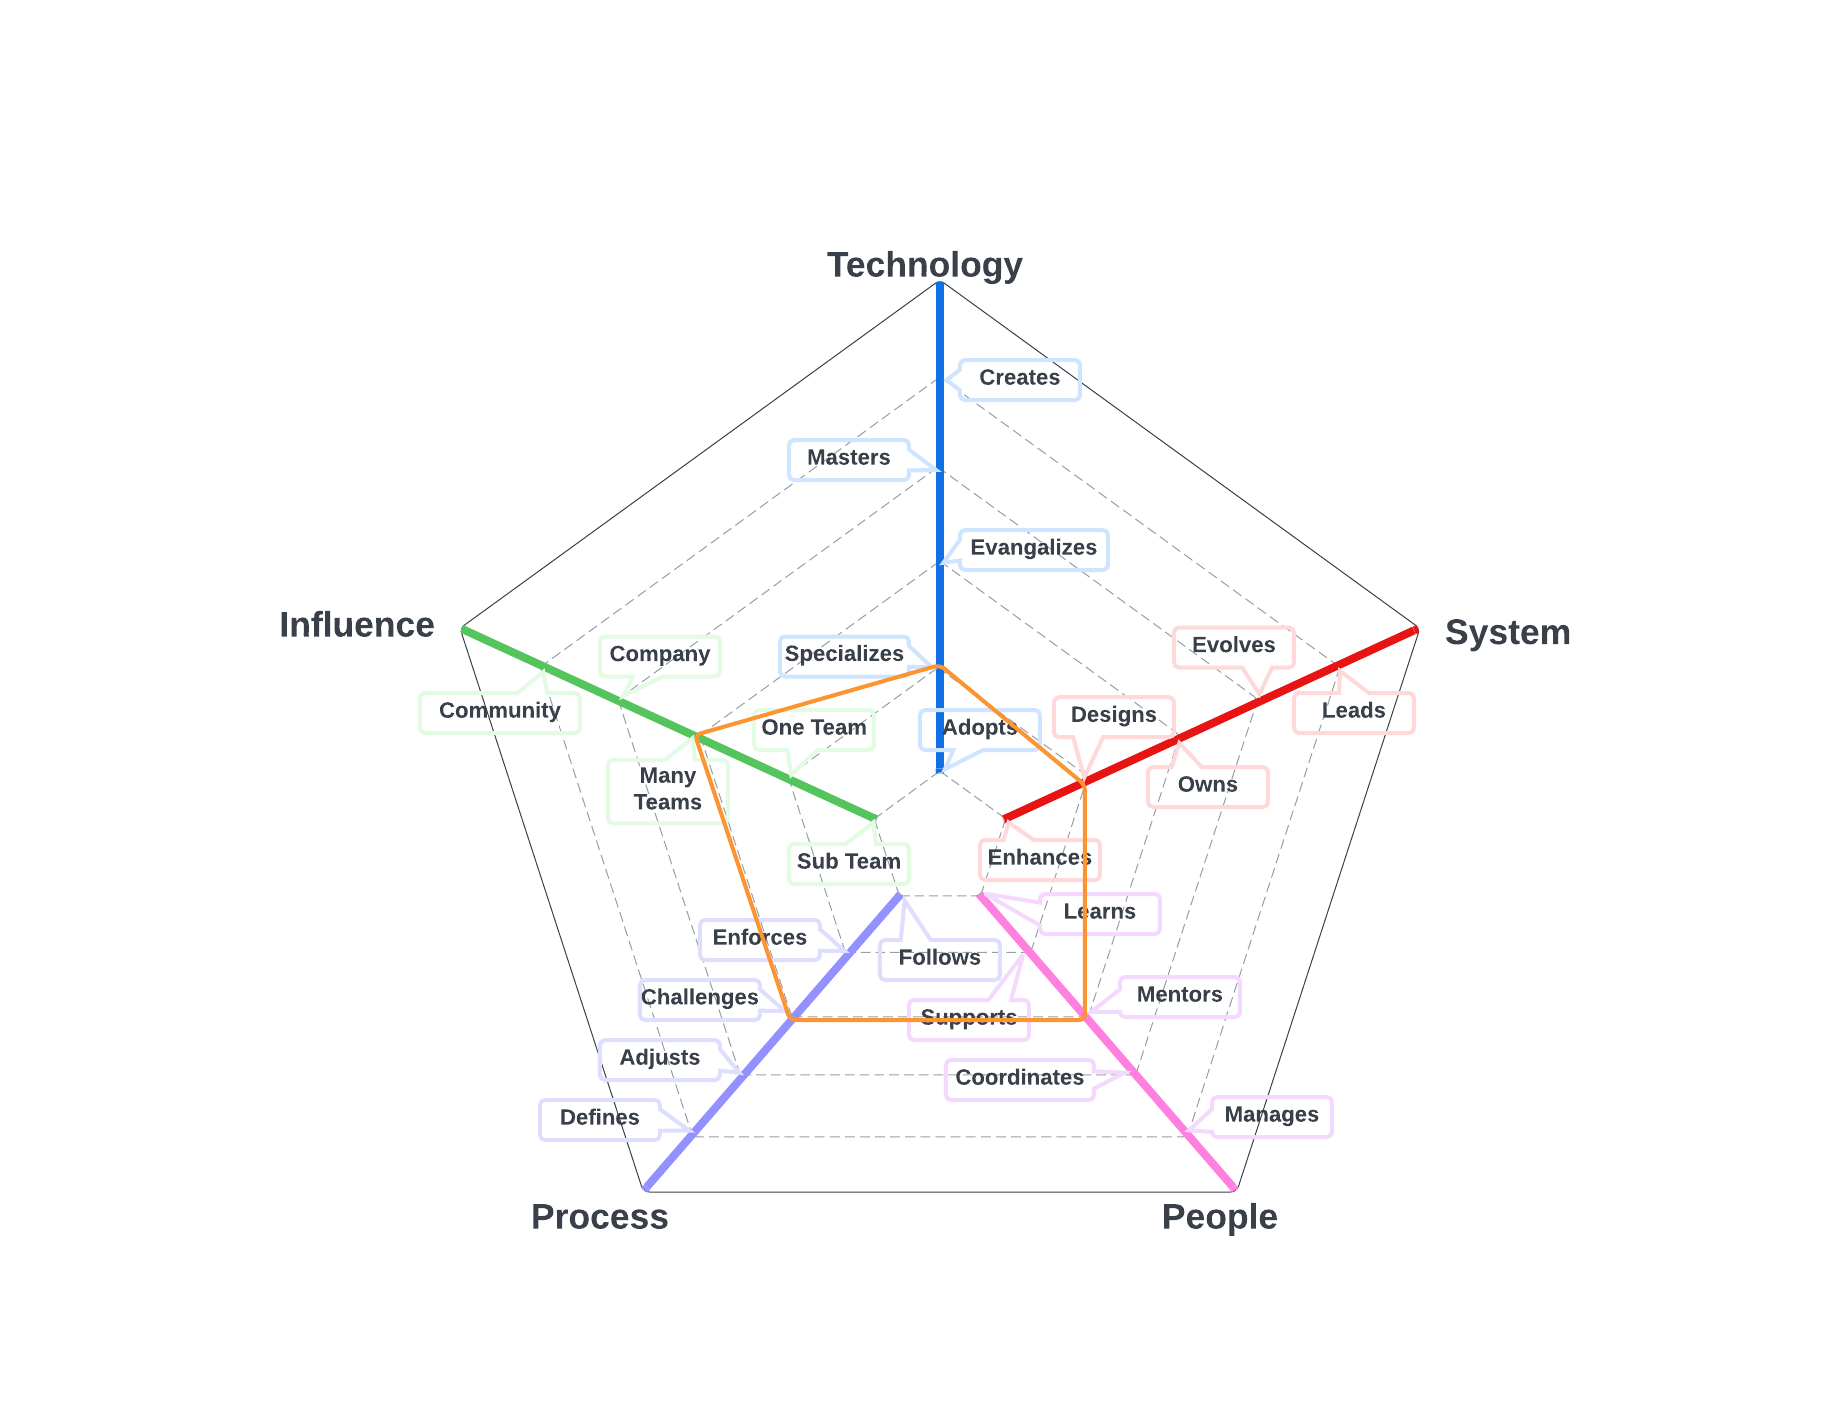 Technology
Creates
Masters
Evangalizes
Influence
System
Evolves
Company
Specializes
Community
Leads
Designs
One Team
Adopts
Many
Teams
Owns
Sub Team
Enhances
Learns
Enforces
Follows
Mentors
Challenges
Supports
Adjusts
Coordinates
Defines
Manages
Process
People